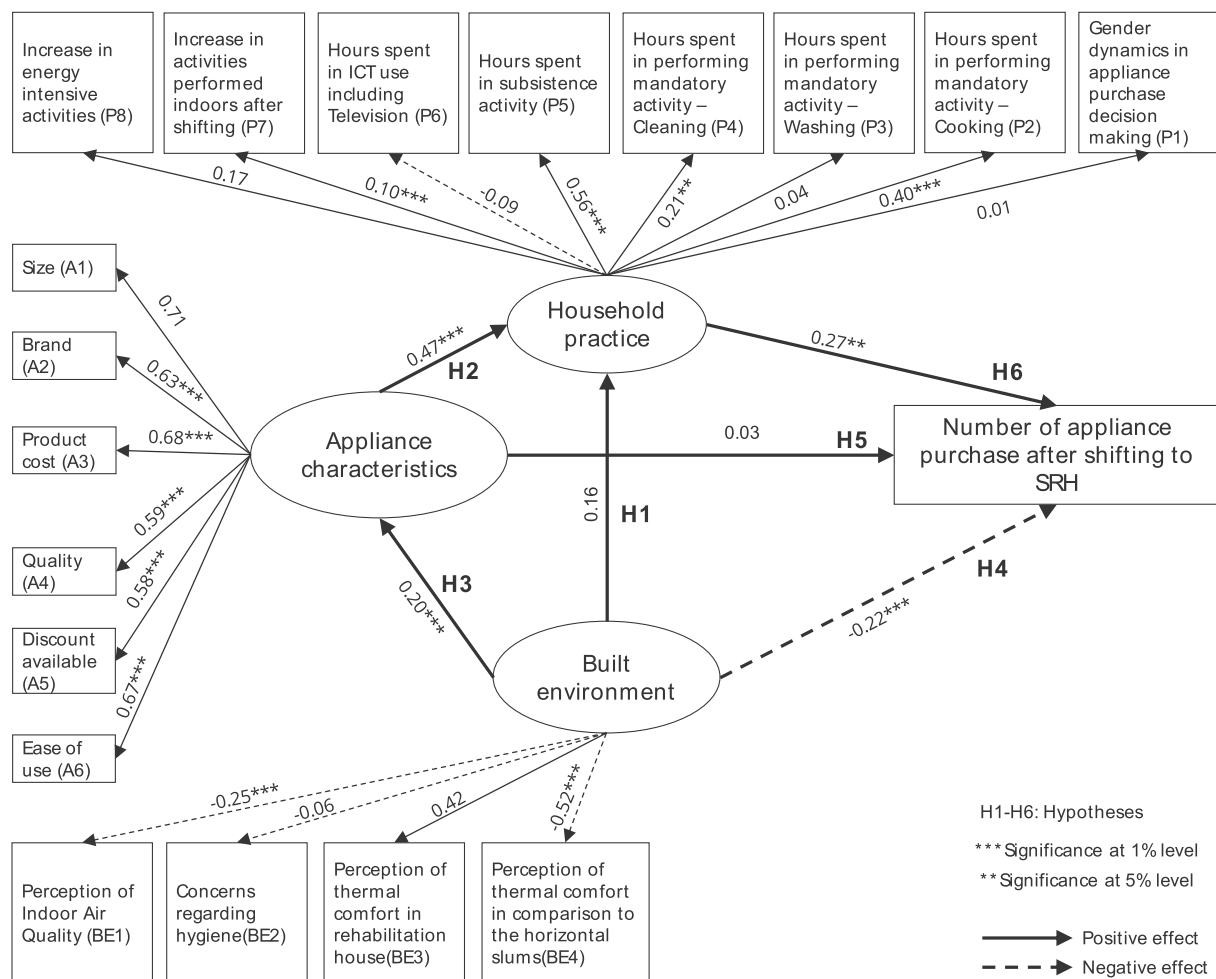 Increase in
energy
intensive
activities (P8)
Increase in
activities
performed
indoors after
shifting (P7)
Hours spent
in ICT use
including
Television (P6)
Hours spent
in subsistence
activity (P5)
Hours spent
in performing
mandatory
activity –
Cleaning (P4)
Hours spent
in performing
mandatory
activity –
Washing (P3)
Hours spent
in performing
mandatory
activity –
Cooking (P2)
Gender
dynamics in
appliance
purchase
decision
making (P1)
0.17
0.10***
-0.09
0.56***
0.21**
0.04
0.40***
0.01
Size (A1)
Brand
(A2)
Product
cost (A3)
Quality
(A4)
Discount
available
(A5)
Ease of
use (A6)
0.71
0.63***
0.68***
0.59***
0.58***
0.67***
Household
practice
0.47***
H2
0.27**
H6
Appliance
characteristics
0.03
H5
Number of appliance
purchase after shifting to
SRH
0.16
H1
H3
0.20***
H4
-0.22***
Built
environment
-0.25***
-0.06
0.42
-0.52***
Perception of
Indoor Air
Quality (BE1)
Concerns
regarding
hygiene(BE2)
Perception of
thermal
comfort in
rehabilitation
house(BE3)
Perception of
thermal comfort
in comparison to
the horizontal
slums(BE4)
H1-H6: Hypotheses
***Significance at 1% level
**Significance at 5% level
Positive effect
Negative effect